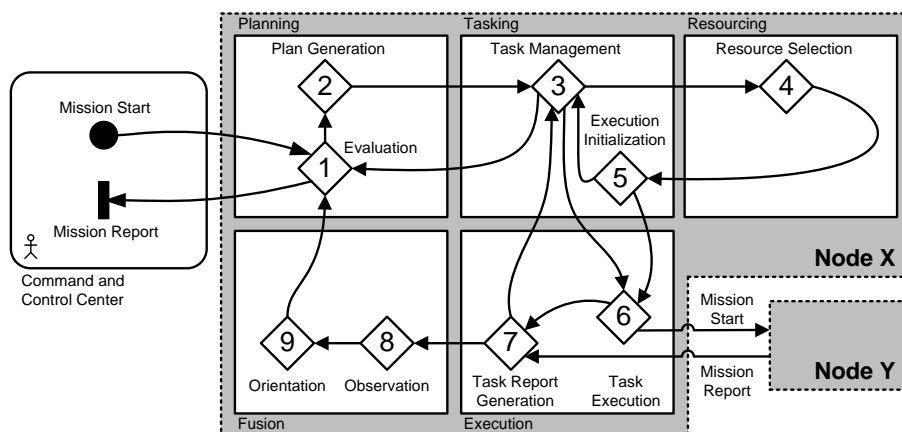 Planning
Tasking
Resourcing
Plan Generation
Task Management
Resource Selection
2
3
4
Mission Start
Evaluation
Execution
Initialization
1
5
Mission Report
Command and
Control Center
Node X
6
Mission
Start
9
8
7
Mission
Report
Node Y
Orientation
Observation
Task Report
Generation
Task
Execution
Fusion
Execution